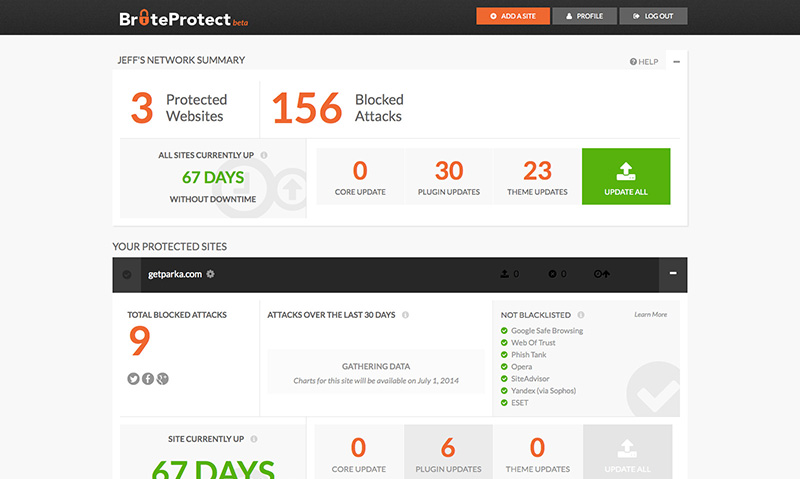 BruteProtect beta
ADD A SITE PROFILE LOG OUT
JEFF'S NETWORK SUMMARY HELP
3 Protected Websites 156 Blocked Attacks
ALL SITES CURRENTLY UP
67 DAYS
WITHOUT DOWNTIME
0 30 23
CORE UPDATE PLUGIN UPDATES THEME UPDATES UPDATE ALL
YOUR PROTECTED SITES
getparka.com 0 0
TOTAL BLOCKED ATTACKS
9
ATTACKS OVER THE LAST 30 DAYS
GATHERING DATA
Charts for this site will be available on July 1, 2014
NOT BLACKLISTED Learn More
Google Safe Browsing
Web Of Trust
Phish Tank
Opera
SiteAdvisor
Yandex (via Sophos)
ESET
SITE CURRENTLY UP
67 DAYS
0 6 0
CORE UPDATE PLUGIN UPDATES THEME UPDATES UPDATE ALL